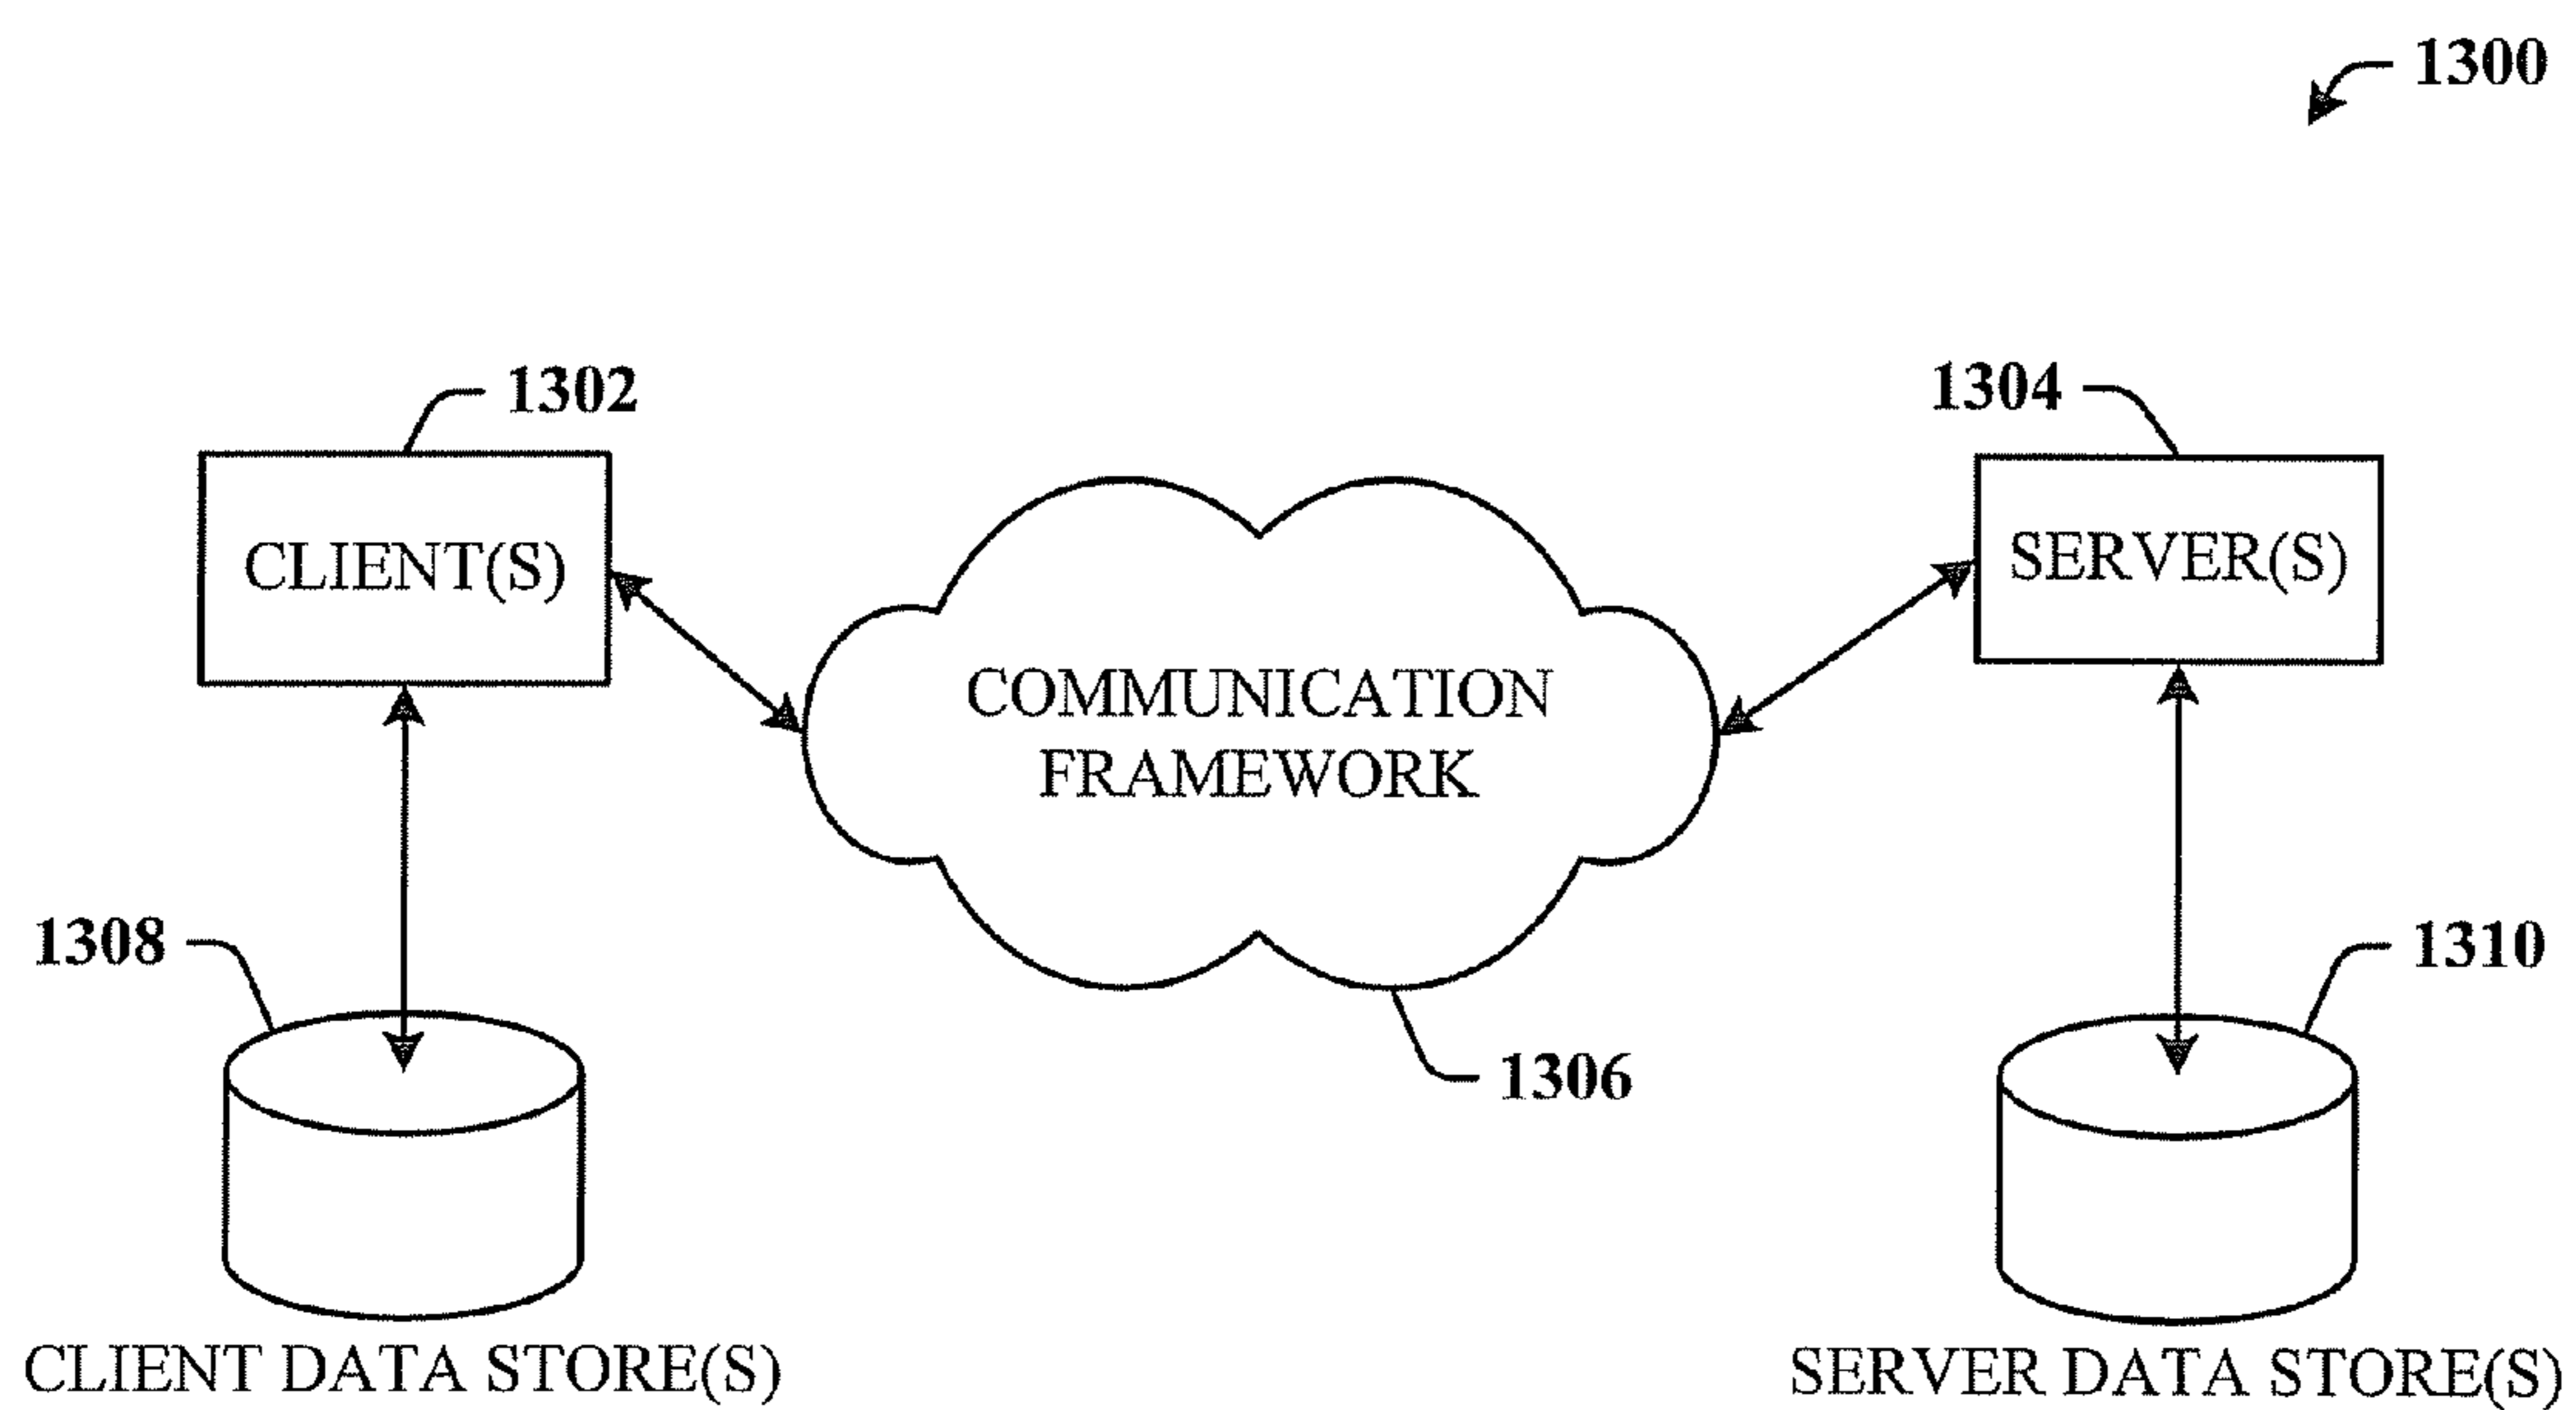 1300
1302
1304
CLIENT(S)
SERVER(S)
COMMUNICATION
FRAMEWORK
1308
1310
1306
CLIENT DATA STORE(S)
SERVER DATA STORE(S)